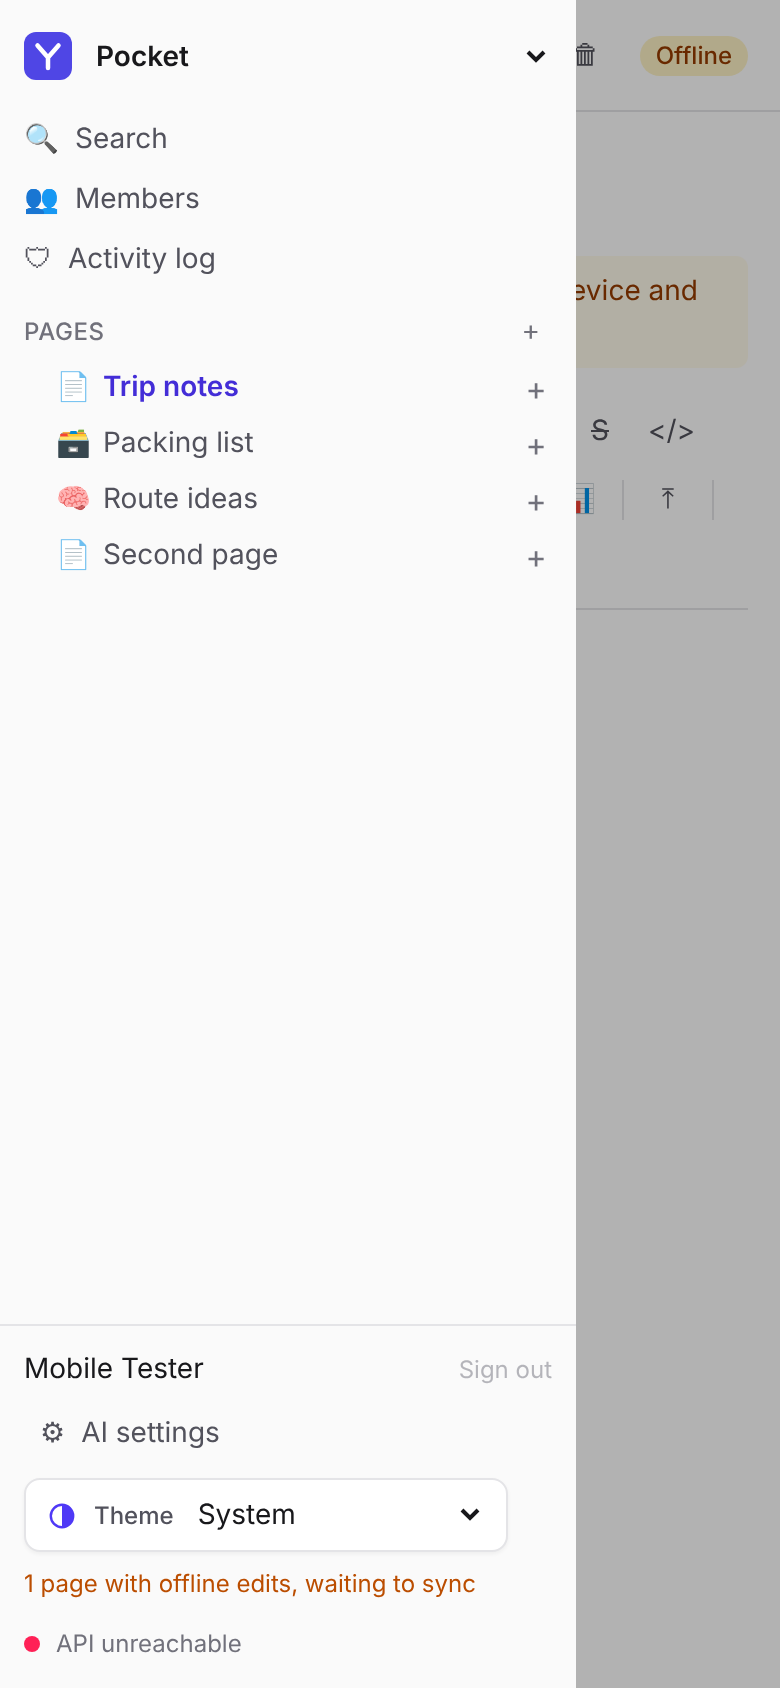 Pocket
Offline
Search
Members
Activity log
PAGES +
evice and
Trip notes +
Packing list +
S </>
Route ideas +
Second page +
Mobile Tester Sign out
AI settings
Theme System
1 page with offline edits, waiting to sync
API unreachable